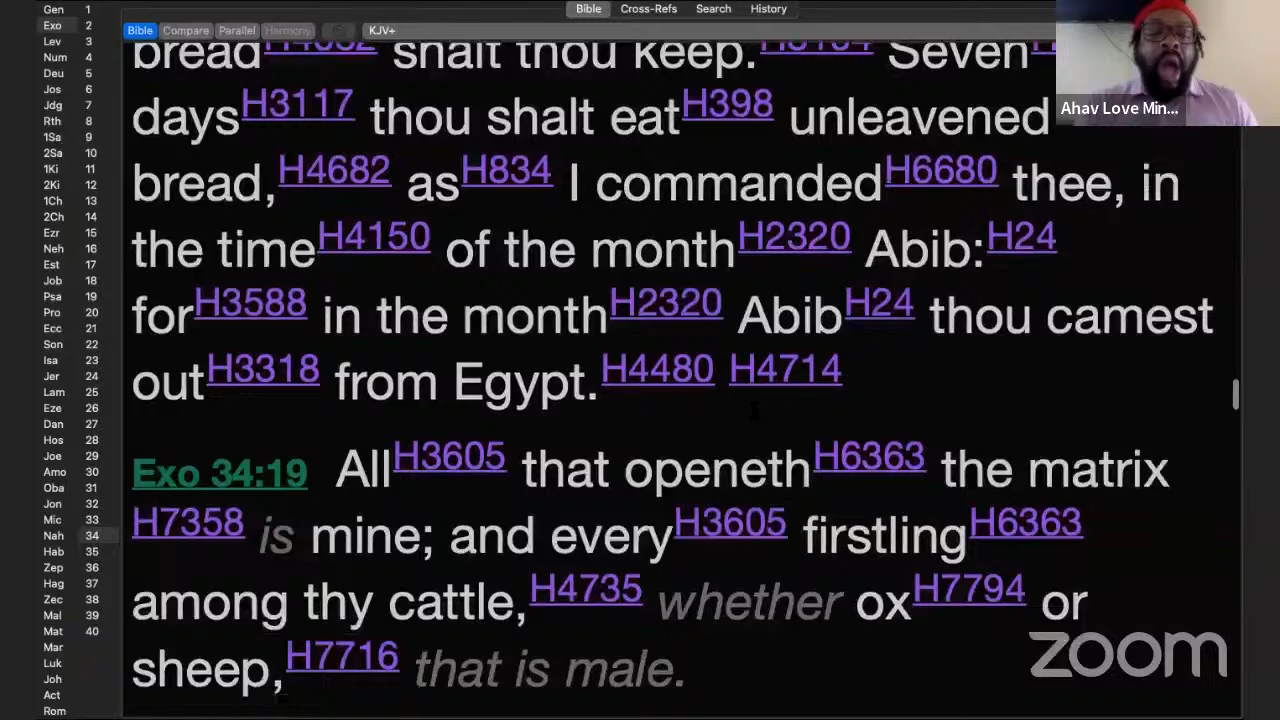 Bible Cross-Refs Search History
Bible Compare Parallel Harmony KJV+
Gen 1
Exo 2
Lev 3
Num 4
Deu 5
Jos 6
Jdg 7
Rth 8
1Sa 9
2Sa 10
1Ki 11
2Ki 12
1Ch 13
2Ch 14
Ezr 15
Neh 16
Est 17
Job 18
Psa 19
Pro 20
Ecc 21
Son 22
Isa 23
Jer 24
Lam 25
Eze 26
Dan 27
Hos 28
Joe 29
Amo 30
Oba 31
Jon 32
Mic 33
Nah 34
Hab 35
Zep 36
Hag 37
Zec 38
Mal 39
Mat 40
Mar
Luk
Joh
Act
Rom
bread H4682 shalt thou keep. Seven
days H3117 thou shalt eat H398 unleavened
bread, H4682 as H834 I commanded H6680 thee, in
the time H4150 of the month H2320 Abib: H24
for H3588 in the month H2320 Abib H24 thou camest
out H3318 from Egypt. H4480 H4714
Exo 34:19 All H3605 that openeth H6363 the matrix
H7358 is mine; and every H3605 firstling H6363
among thy cattle, H4735 whether ox H7794 or
sheep, H7716 that is male.
Ahav Love Min...
zoom